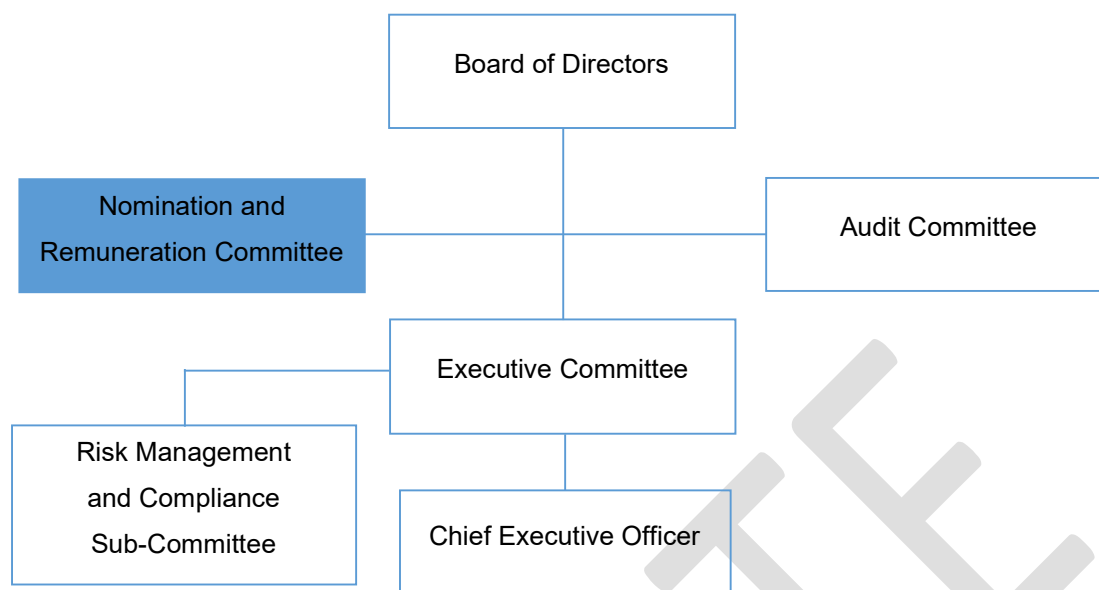 Board of Directors
Nomination and
Remuneration Committee
Audit Committee
Executive Committee
Risk Management
and Compliance
Sub-Committee
Chief Executive Officer
TE